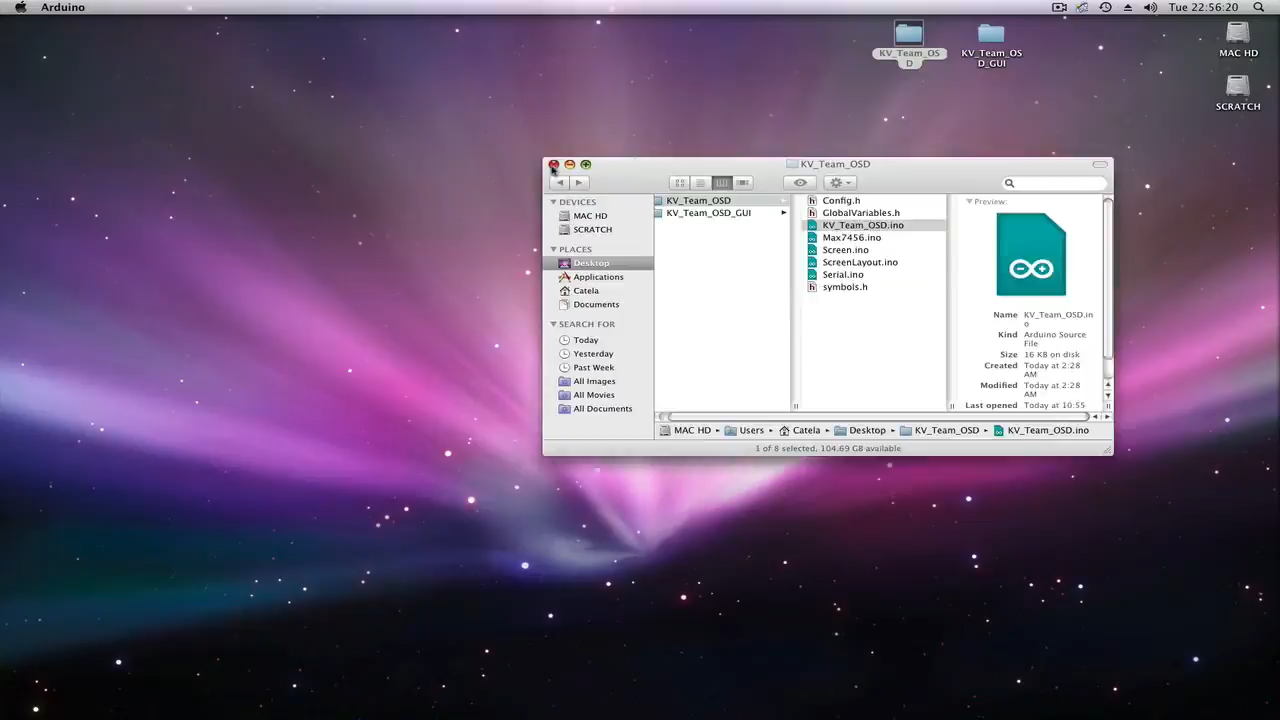 Arduino
Tue 22:56:20
KV_Team_OS
D
KV_Team_OS
D_GUI
MAC HD
SCRATCH
KV_Team_OSD
DEVICES
MAC HD
SCRATCH
PLACES
Desktop
Applications
Catela
Documents
SEARCH FOR
Today
Yesterday
Past Week
All Images
All Movies
All Documents
KV_Team_OSD
KV_Team_OSD_GUI
Config.h
GlobalVariables.h
KV_Team_OSD.ino
Max7456.ino
Screen.ino
ScreenLayout.ino
Serial.ino
symbols.h
Preview:
Name KV_Team_OSD.in
o
Kind Arduino Source
File
Size 16 KB on disk
Created Today at 2:28
AM
Modified Today at 2:28
AM
Last opened Today at 10:55
MAC HD Users Catela Desktop KV_Team_OSD KV_Team_OSD.ino
1 of 8 selected, 104.69 GB available